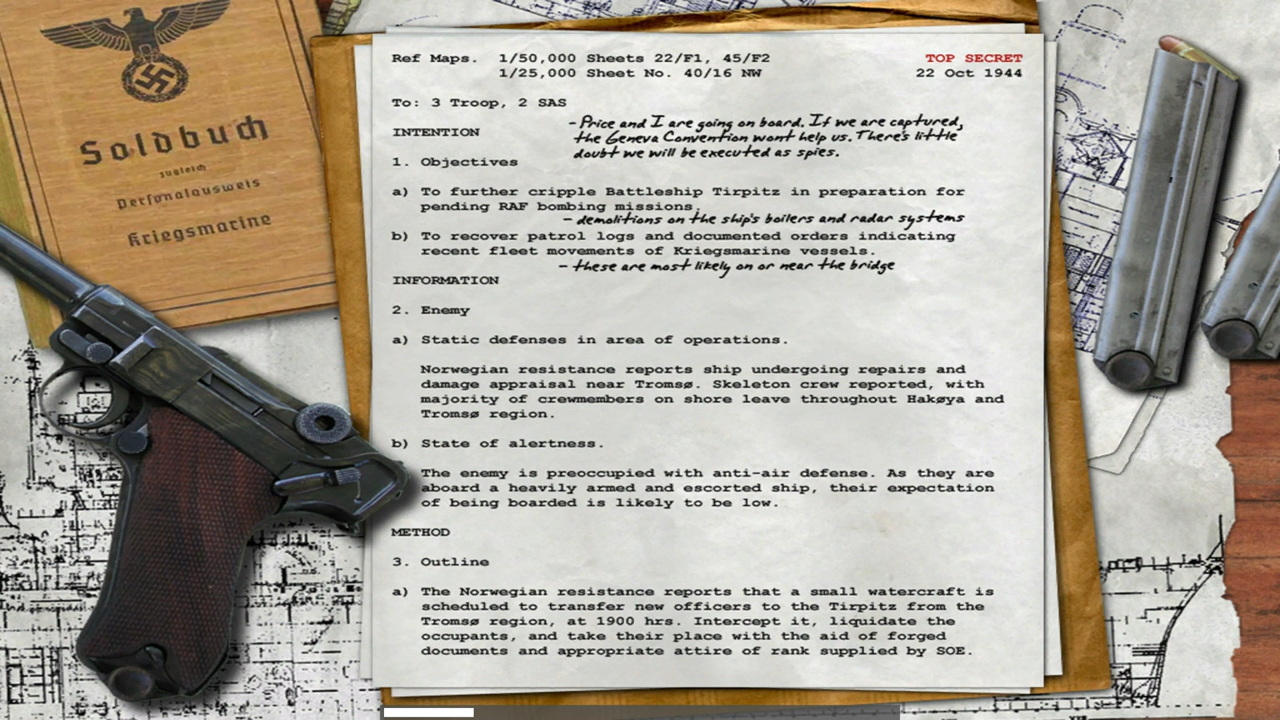 Soldbuch
zugleich
Personalausweis
Kriegsmarine
Ref Maps. 1/50,000 Sheets 22/F1, 45/F2
1/25,000 Sheet No. 40/16 NW
TOP SECRET
22 Oct 1944
To: 3 Troop, 2 SAS
- Price and I are going on board. If we are captured,
the Geneva Convention wont help us. There's little
doubt we will be executed as spies.
INTENTION
1. Objectives
a) To further cripple Battleship Tirpitz in preparation for
pending RAF bombing missions.
- demolitions on the ship's boilers and radar systems
b) To recover patrol logs and documented orders indicating
recent fleet movements of Kriegsmarine vessels.
- these are most likely on or near the bridge
INFORMATION
2. Enemy
a) Static defenses in area of operations.
Norwegian resistance reports ship undergoing repairs and
damage appraisal near Tromsø. Skeleton crew reported, with
majority of crewmembers on shore leave throughout Hakøya and
Tromsø region.
b) State of alertness.
The enemy is preoccupied with anti-air defense. As they are
aboard a heavily armed and escorted ship, their expectation
of being boarded is likely to be low.
METHOD
3. Outline
a) The Norwegian resistance reports that a small watercraft is
scheduled to transfer new officers to the Tirpitz from the
Tromsø region, at 1900 hrs. Intercept it, liquidate the
occupants, and take their place with the aid of forged
documents and appropriate attire of rank supplied by SOE.